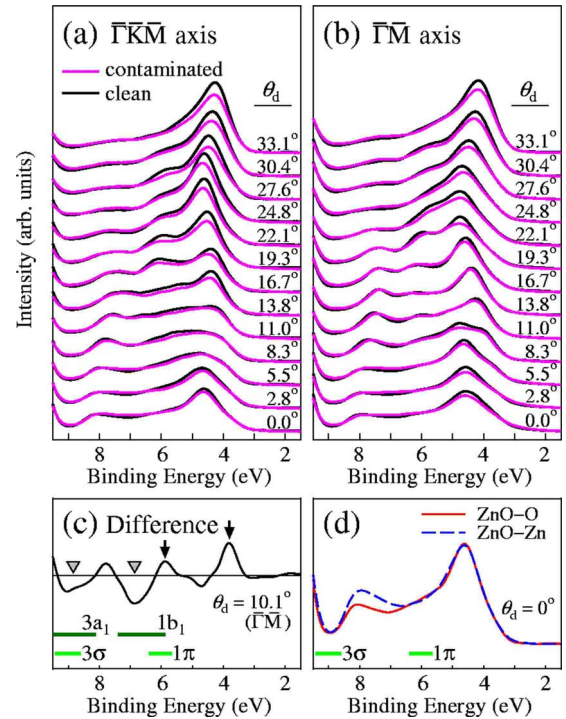 (a) Γ̅K̅M̅ axis
contaminated
clean
θd
33.1°
30.4°
27.6°
24.8°
22.1°
19.3°
16.7°
13.8°
11.0°
8.3°
5.5°
2.8°
0.0°
8 6 4 2
Binding Energy (eV)
Intensity (arb. units)
(b) Γ̅M̅ axis
θd
33.1°
30.4°
27.6°
24.8°
22.1°
19.3°
16.7°
13.8°
11.0°
8.3°
5.5°
2.8°
0.0°
8 6 4 2
Binding Energy (eV)
(c) Difference
θd = 10.1°
(Γ̅M̅)
3a1 1b1
3σ 1π
8 6 4 2
Binding Energy (eV)
(d)
ZnO–O
ZnO–Zn
θd = 0°
3σ 1π
8 6 4 2
Binding Energy (eV)